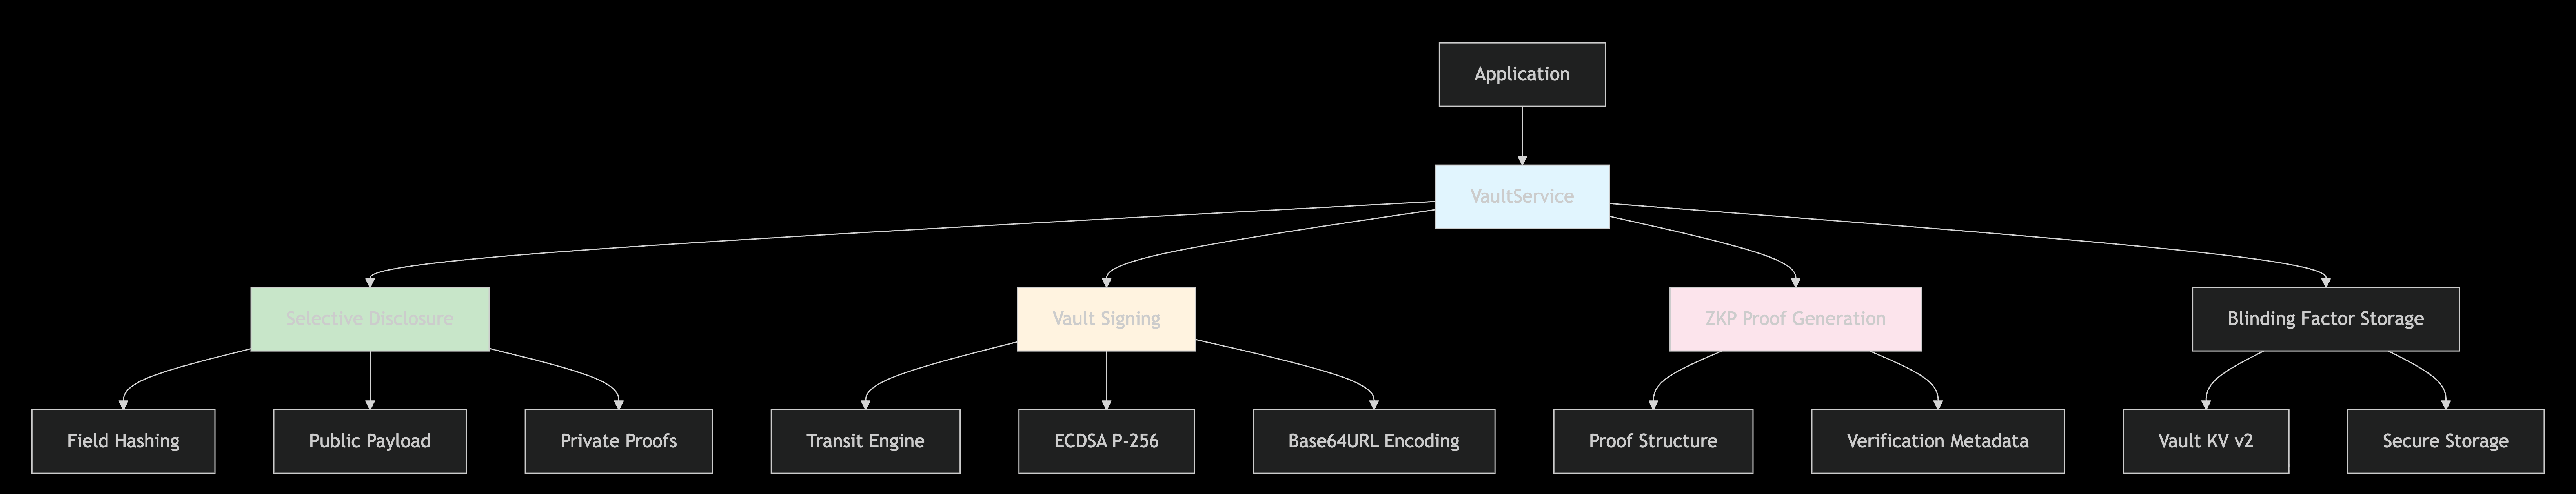 Application
VaultService
Selective Disclosure
Vault Signing
ZKP Proof Generation
Blinding Factor Storage
Field Hashing
Public Payload
Private Proofs
Transit Engine
ECDSA P-256
Base64URL Encoding
Proof Structure
Verification Metadata
Vault KV v2
Secure Storage